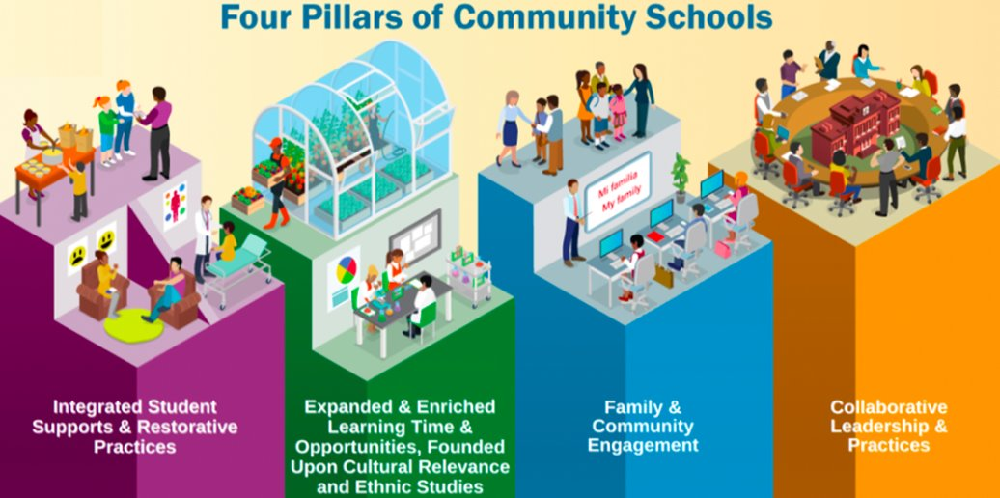 Four Pillars of Community Schools
Mi familia
My family
Integrated Student
Supports & Restorative
Practices
Expanded & Enriched
Learning Time &
Opportunities, Founded
Upon Cultural Relevance
and Ethnic Studies
Family &
Community
Engagement
Collaborative
Leadership &
Practices